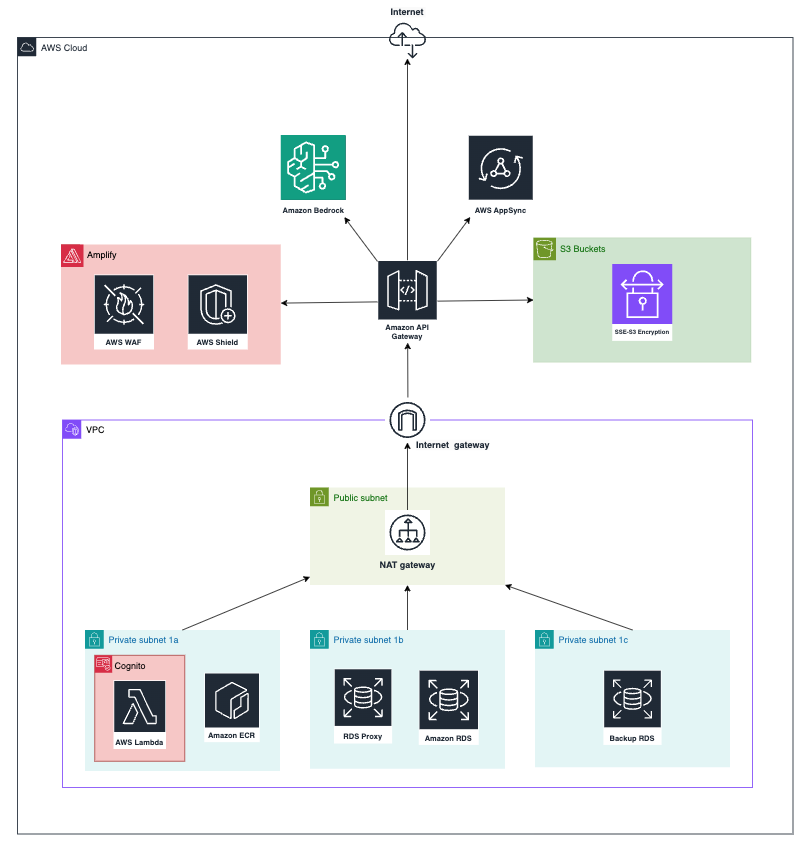 Internet
AWS Cloud
Amazon Bedrock
AWS AppSync
Amplify
S3 Buckets
AWS WAF
AWS Shield
Amazon API
Gateway
SSE-S3 Encryption
VPC
Internet gateway
Public subnet
NAT gateway
Private subnet 1a
Private subnet 1b
Private subnet 1c
Cognito
AWS Lambda
Amazon ECR
RDS Proxy
Amazon RDS
Backup RDS